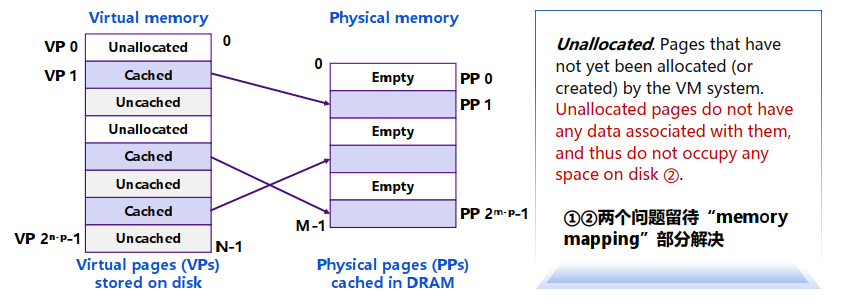 Virtual memory
Physical memory
VP 0
Unallocated
0
VP 1
Cached
Uncached
Unallocated
Cached
Uncached
Cached
VP 2ⁿ⁻ᵖ-1
Uncached
N-1
Virtual pages (VPs)
stored on disk
0
Empty
PP 0
PP 1
Empty
Empty
M-1
PP 2ᵐ⁻ᵖ-1
Physical pages (PPs)
cached in DRAM
Unallocated. Pages that have
not yet been allocated (or
created) by the VM system.
Unallocated pages do not have
any data associated with them,
and thus do not occupy any
space on disk ②.
①②两个问题留待“memory
mapping”部分解决